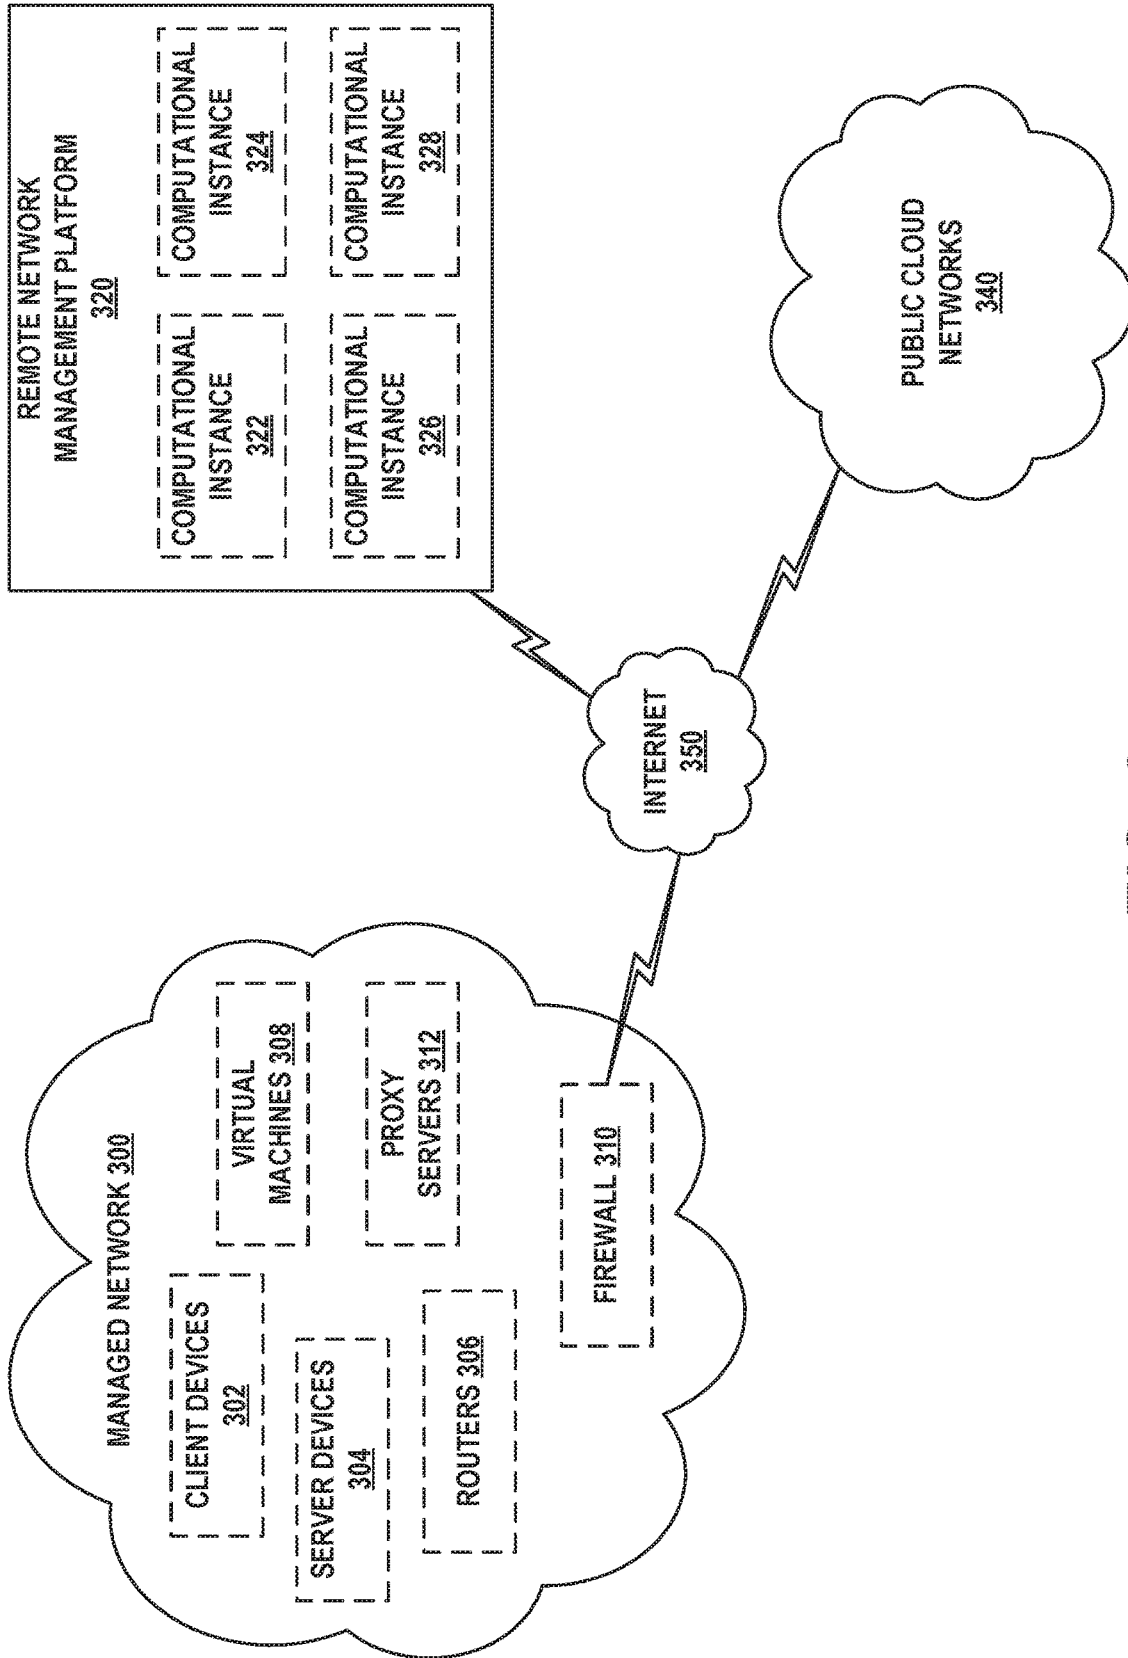 MANAGED NETWORK 300
CLIENT DEVICES
302
SERVER DEVICES
304
ROUTERS 306
VIRTUAL
MACHINES 308
PROXY
SERVERS 312
FIREWALL 310
INTERNET
350
REMOTE NETWORK
MANAGEMENT PLATFORM
320
COMPUTATIONAL
INSTANCE
322
COMPUTATIONAL
INSTANCE
324
COMPUTATIONAL
INSTANCE
326
COMPUTATIONAL
INSTANCE
328
PUBLIC CLOUD
NETWORKS
340